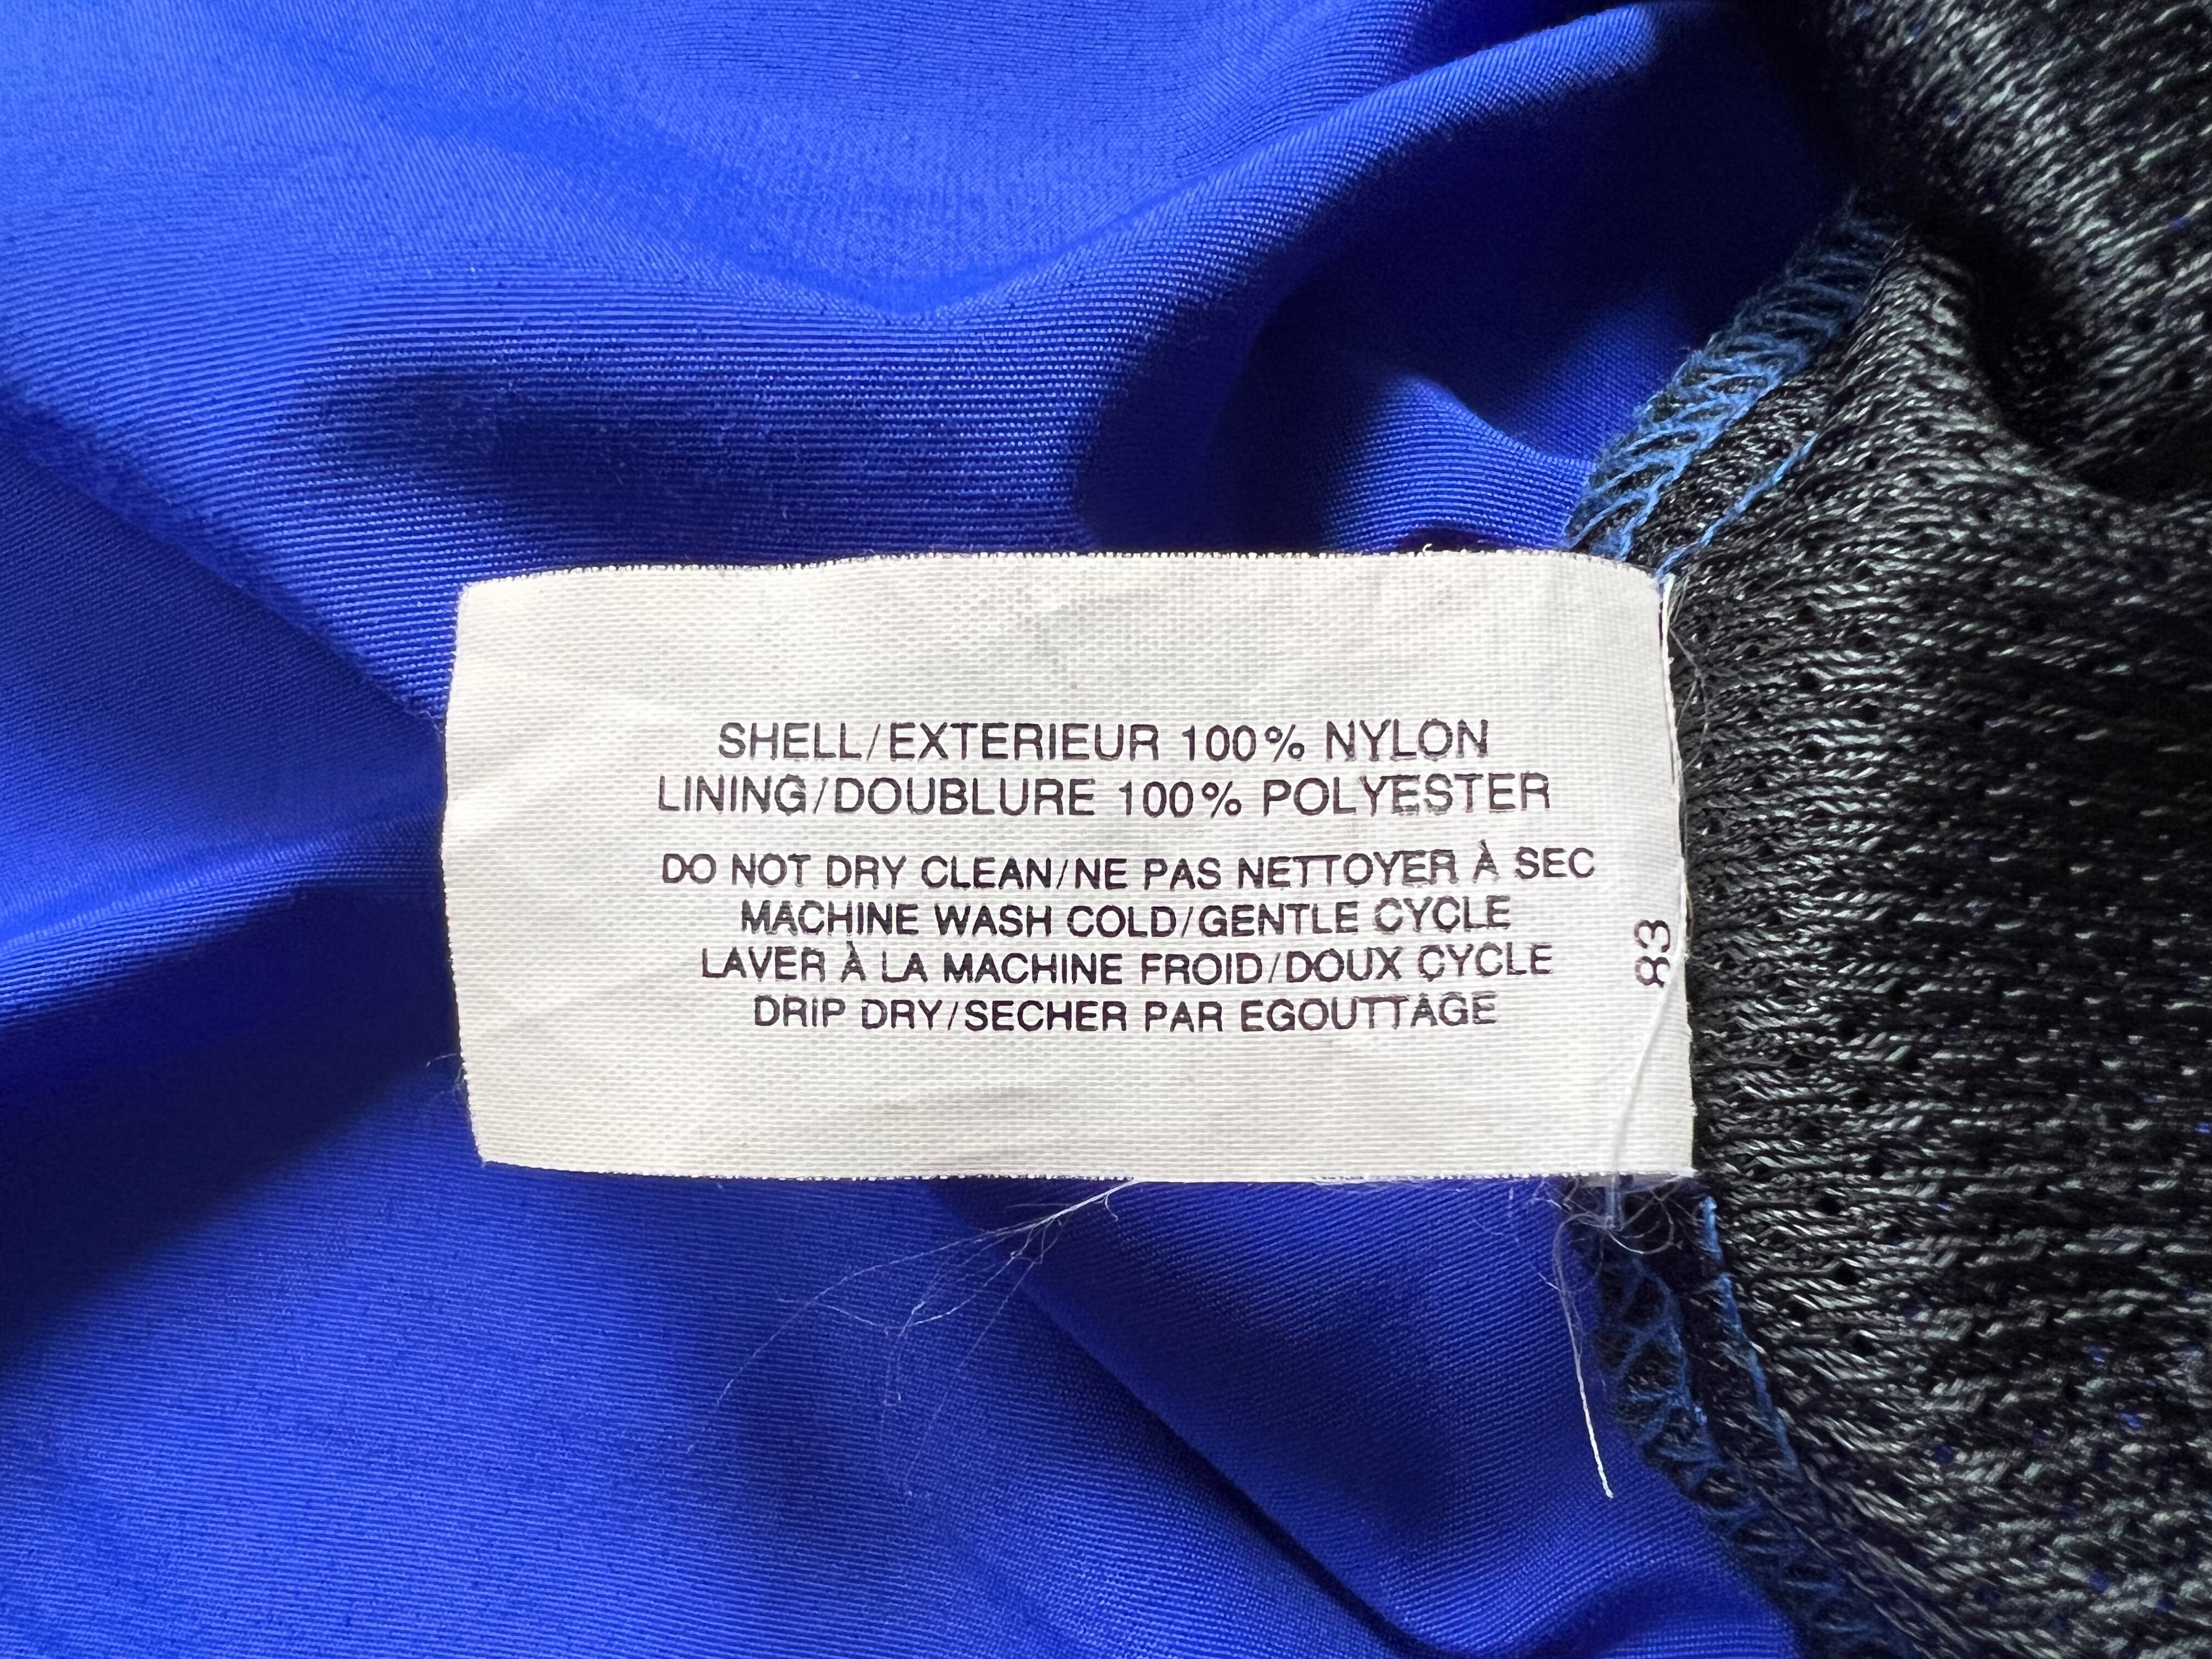 SHELL/EXTERIEUR 100% NYLON
LINING/DOUBLURE 100% POLYESTER
DO NOT DRY CLEAN/NE PAS NETTOYER À SEC
MACHINE WASH COLD/GENTLE CYCLE
LAVER À LA MACHINE FROID/DOUX CYCLE
DRIP DRY/SECHER PAR EGOUTTAGE
83